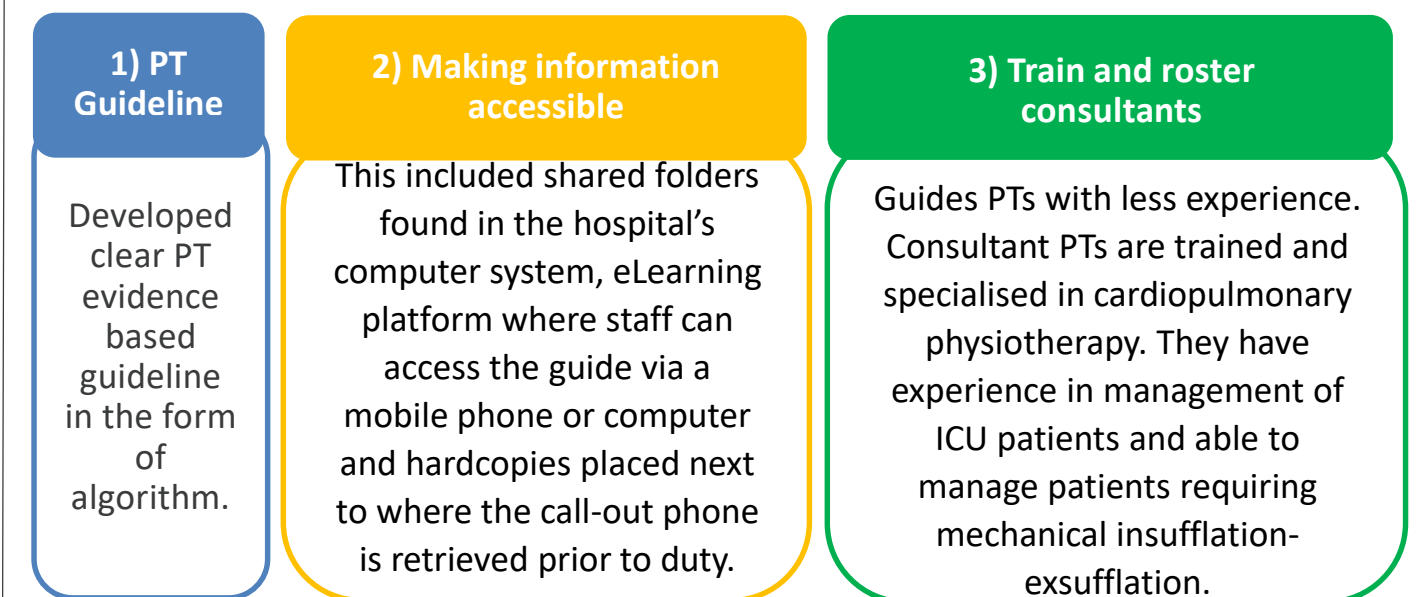 1) PT
Guideline
Developed
clear PT
evidence
based
guideline
in the form
of
algorithm.
2) Making information
accessible
This included shared folders
found in the hospital’s
computer system, eLearning
platform where staff can
access the guide via a
mobile phone or computer
and hardcopies placed next
to where the call-out phone
is retrieved prior to duty.
3) Train and roster
consultants
Guides PTs with less experience.
Consultant PTs are trained and
specialised in cardiopulmonary
physiotherapy. They have
experience in management of
ICU patients and able to
manage patients requiring
mechanical insufflation-
exsufflation.